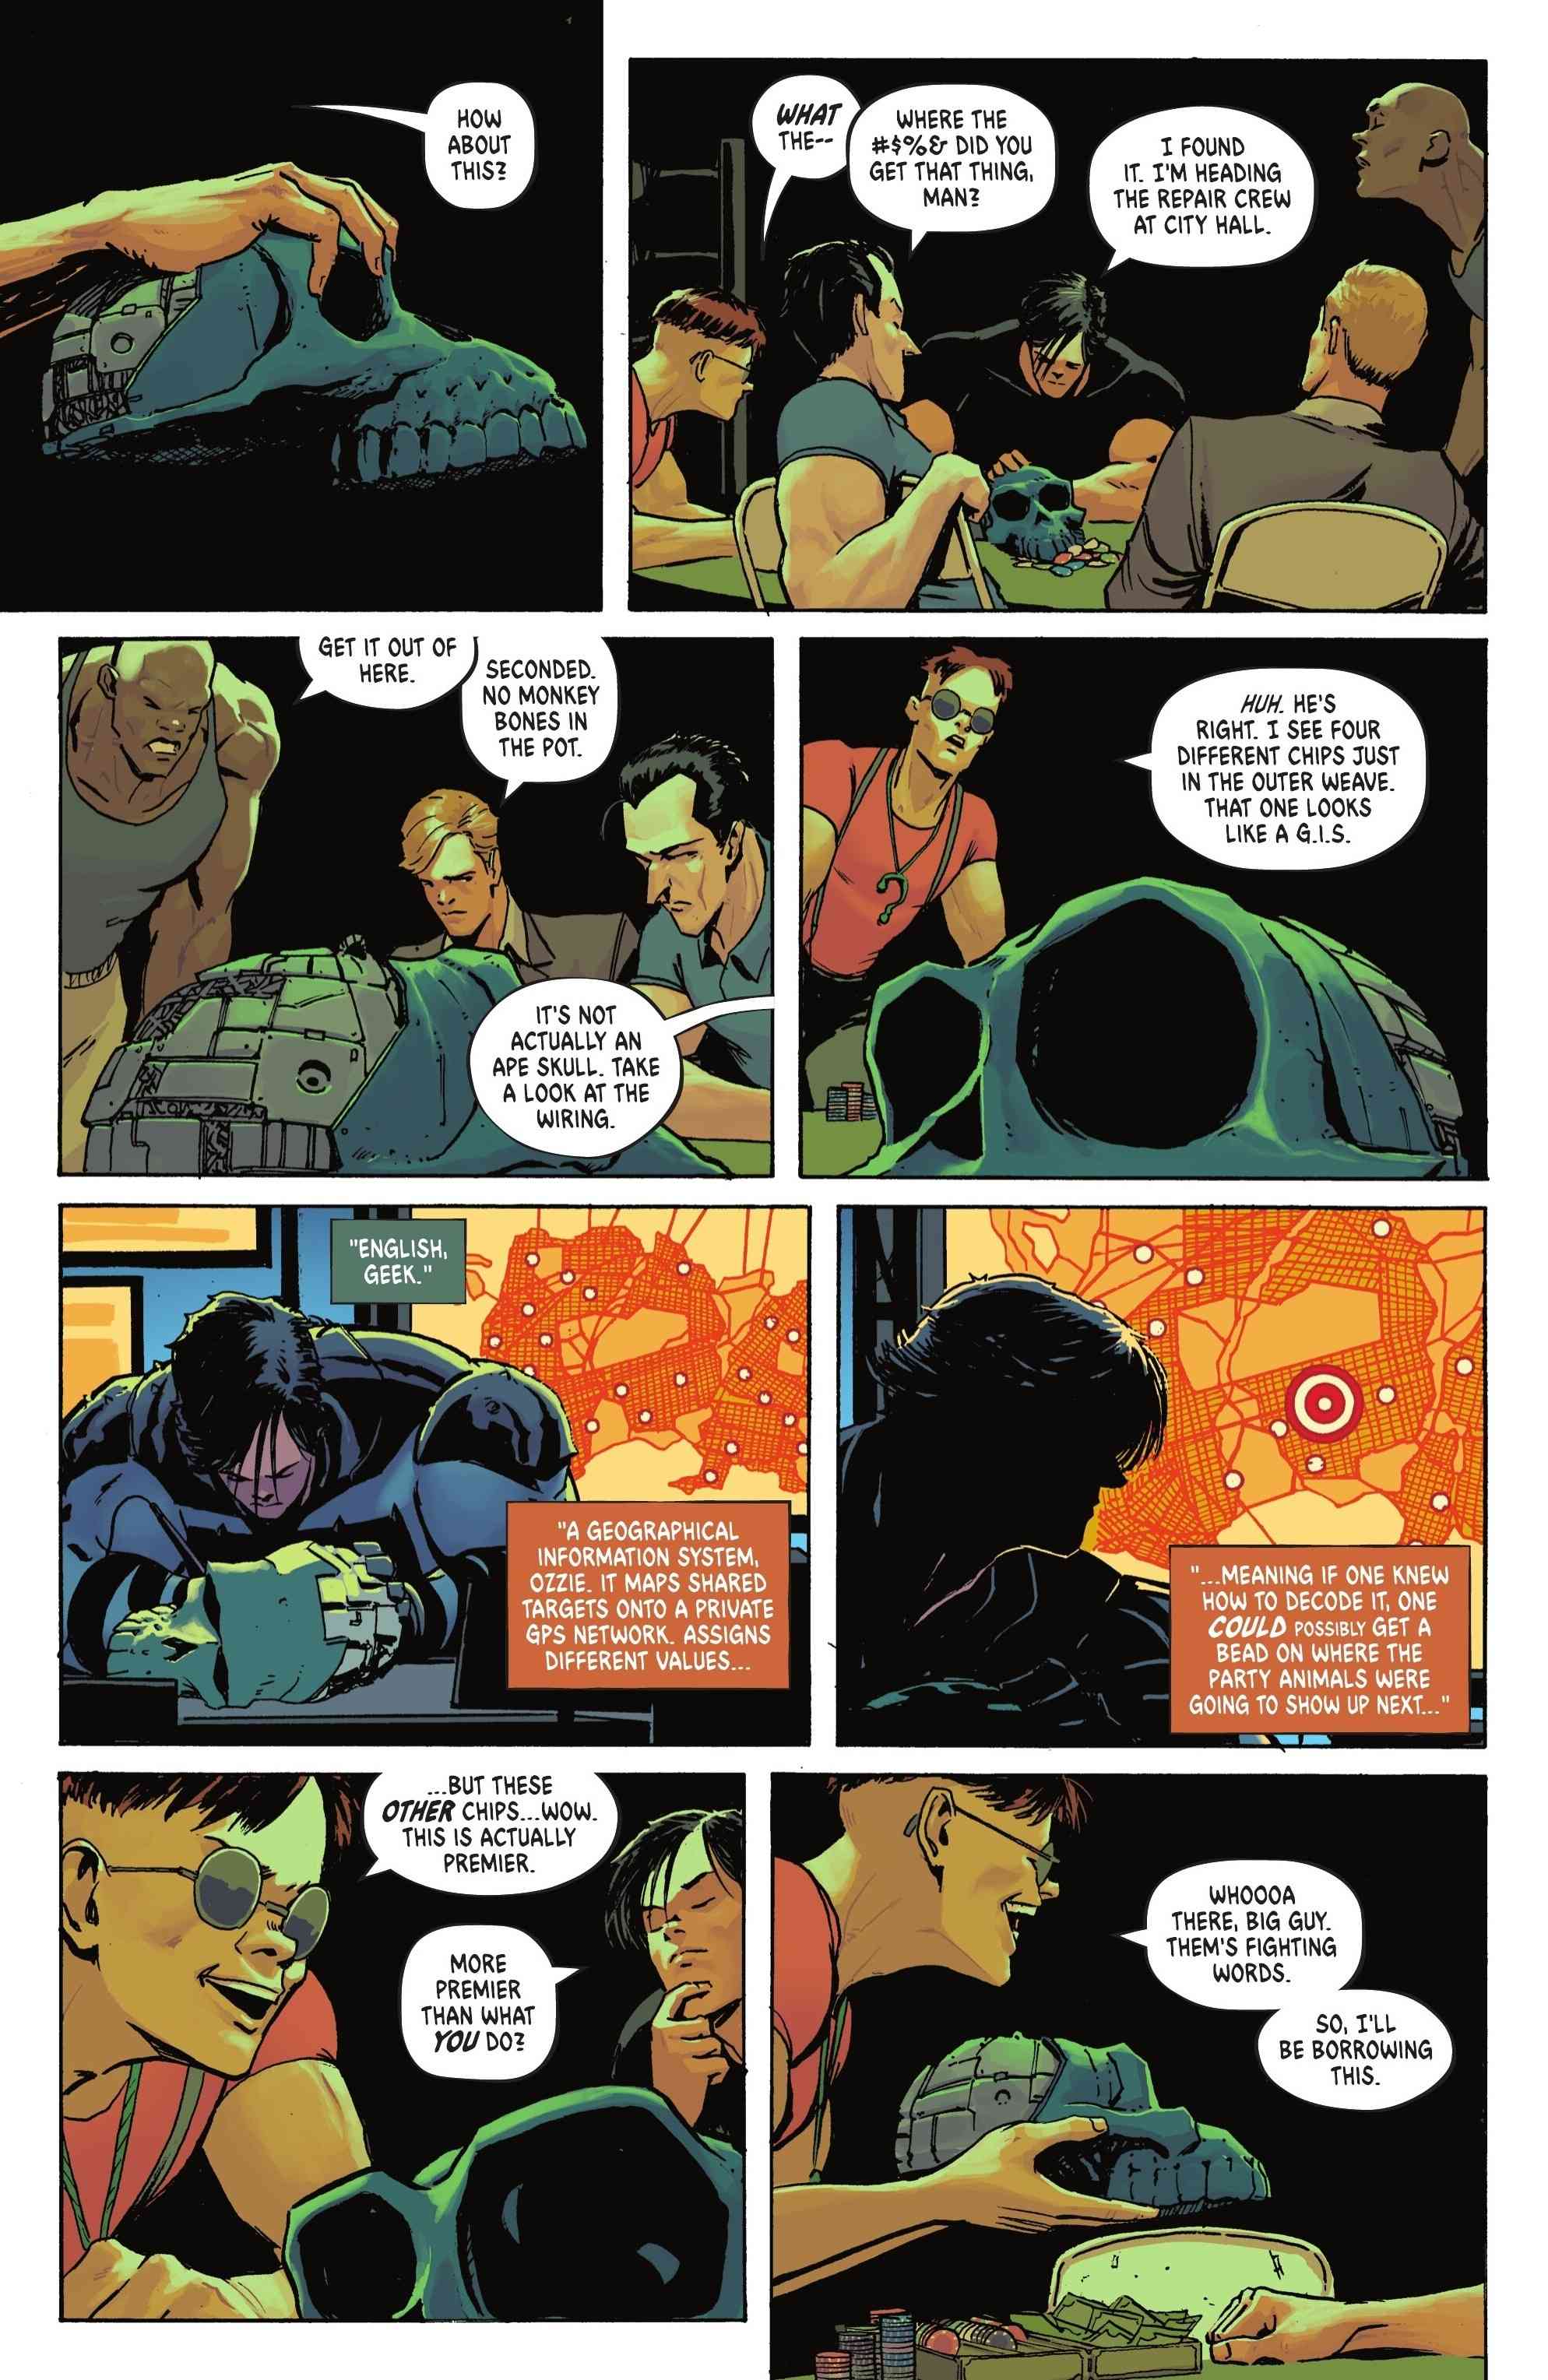 HOW
ABOUT
THIS?
WHAT
THE--
WHERE THE
#$%& DID YOU
GET THAT THING,
MAN?
I FOUND
IT. I'M HEADING
THE REPAIR CREW
AT CITY HALL.
GET IT OUT OF
HERE.
SECONDED.
NO MONKEY
BONES IN
THE POT.
IT'S NOT
ACTUALLY AN
APE SKULL. TAKE
A LOOK AT THE
WIRING.
HUH. HE'S
RIGHT. I SEE FOUR
DIFFERENT CHIPS JUST
IN THE OUTER WEAVE.
THAT ONE LOOKS
LIKE A G.I.S.
?
"ENGLISH,
GEEK."
"A GEOGRAPHICAL
INFORMATION SYSTEM,
OZZIE. IT MAPS SHARED
TARGETS ONTO A PRIVATE
GPS NETWORK. ASSIGNS
DIFFERENT VALUES...
"...MEANING IF ONE KNEW
HOW TO DECODE IT, ONE
COULD POSSIBLY GET A
BEAD ON WHERE THE
PARTY ANIMALS WERE
GOING TO SHOW UP NEXT..."
...BUT THESE
OTHER CHIPS...WOW.
THIS IS ACTUALLY
PREMIER.
MORE
PREMIER
THAN WHAT
YOU DO?
WHOOOA
THERE, BIG GUY.
THEM'S FIGHTING
WORDS.
SO, I'LL
BE BORROWING
THIS.